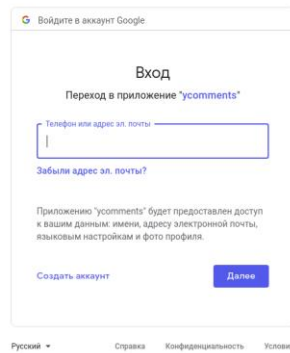 Войдите в аккаунт Google
Вход
Переход в приложение "ycomments"
Телефон или адрес эл. почты
Забыли адрес эл. почты?
Приложению "ycomments" будет предоставлен доступ
к вашим данным: имени, адресу электронной почты,
языковым настройкам и фото профиля.
Создать аккаунт Далее
Русский Справка Конфиденциальность Услови